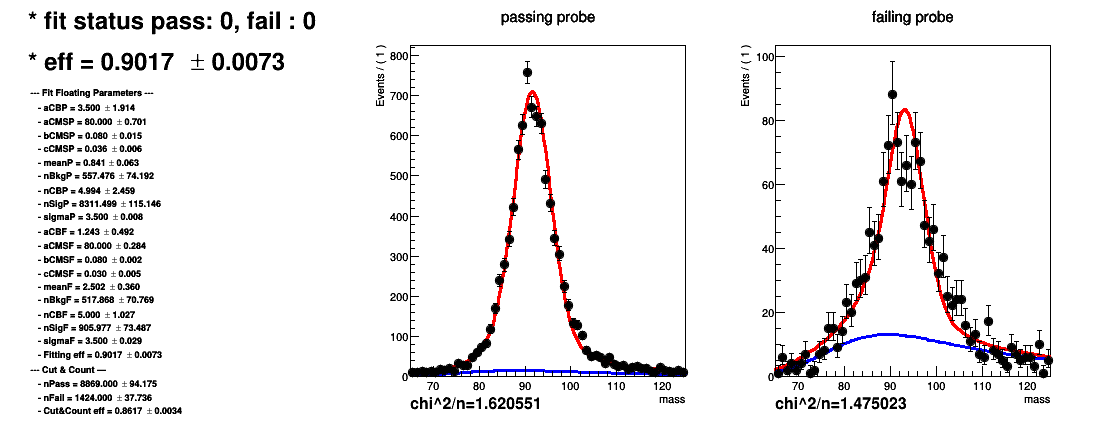 * fit status pass: 0, fail : 0
* eff = 0.9017 ± 0.0073
--- Fit Floating Parameters ---
- aCBP = 3.500 ± 1.914
- aCMSP = 80.000 ± 0.701
- bCMSP = 0.080 ± 0.015
- cCMSP = 0.036 ± 0.006
- meanP = 0.841 ± 0.063
- nBkgP = 557.476 ± 74.192
- nCBP = 4.994 ± 2.459
- nSigP = 8311.499 ± 115.146
- sigmaP = 3.500 ± 0.008
- aCBF = 1.243 ± 0.492
- aCMSF = 80.000 ± 0.284
- bCMSF = 0.080 ± 0.002
- cCMSF = 0.030 ± 0.005
- meanF = 2.502 ± 0.360
- nBkgF = 517.868 ± 70.769
- nCBF = 5.000 ± 1.027
- nSigF = 905.977 ± 73.487
- sigmaF = 3.500 ± 0.029
- Fitting eff = 0.9017 ± 0.0073
--- Cut & Count ---
- nPass = 8869.000 ± 94.175
- nFail = 1424.000 ± 37.736
- Cut&Count eff = 0.8617 ± 0.0034
passing probe
Events / ( 1 )
800
700
600
500
400
300
200
100
0
70 80 90 100 110 120
mass
chi^2/n=1.620551
failing probe
Events / ( 1 )
100
80
60
40
20
0
70 80 90 100 110 120
mass
chi^2/n=1.475023